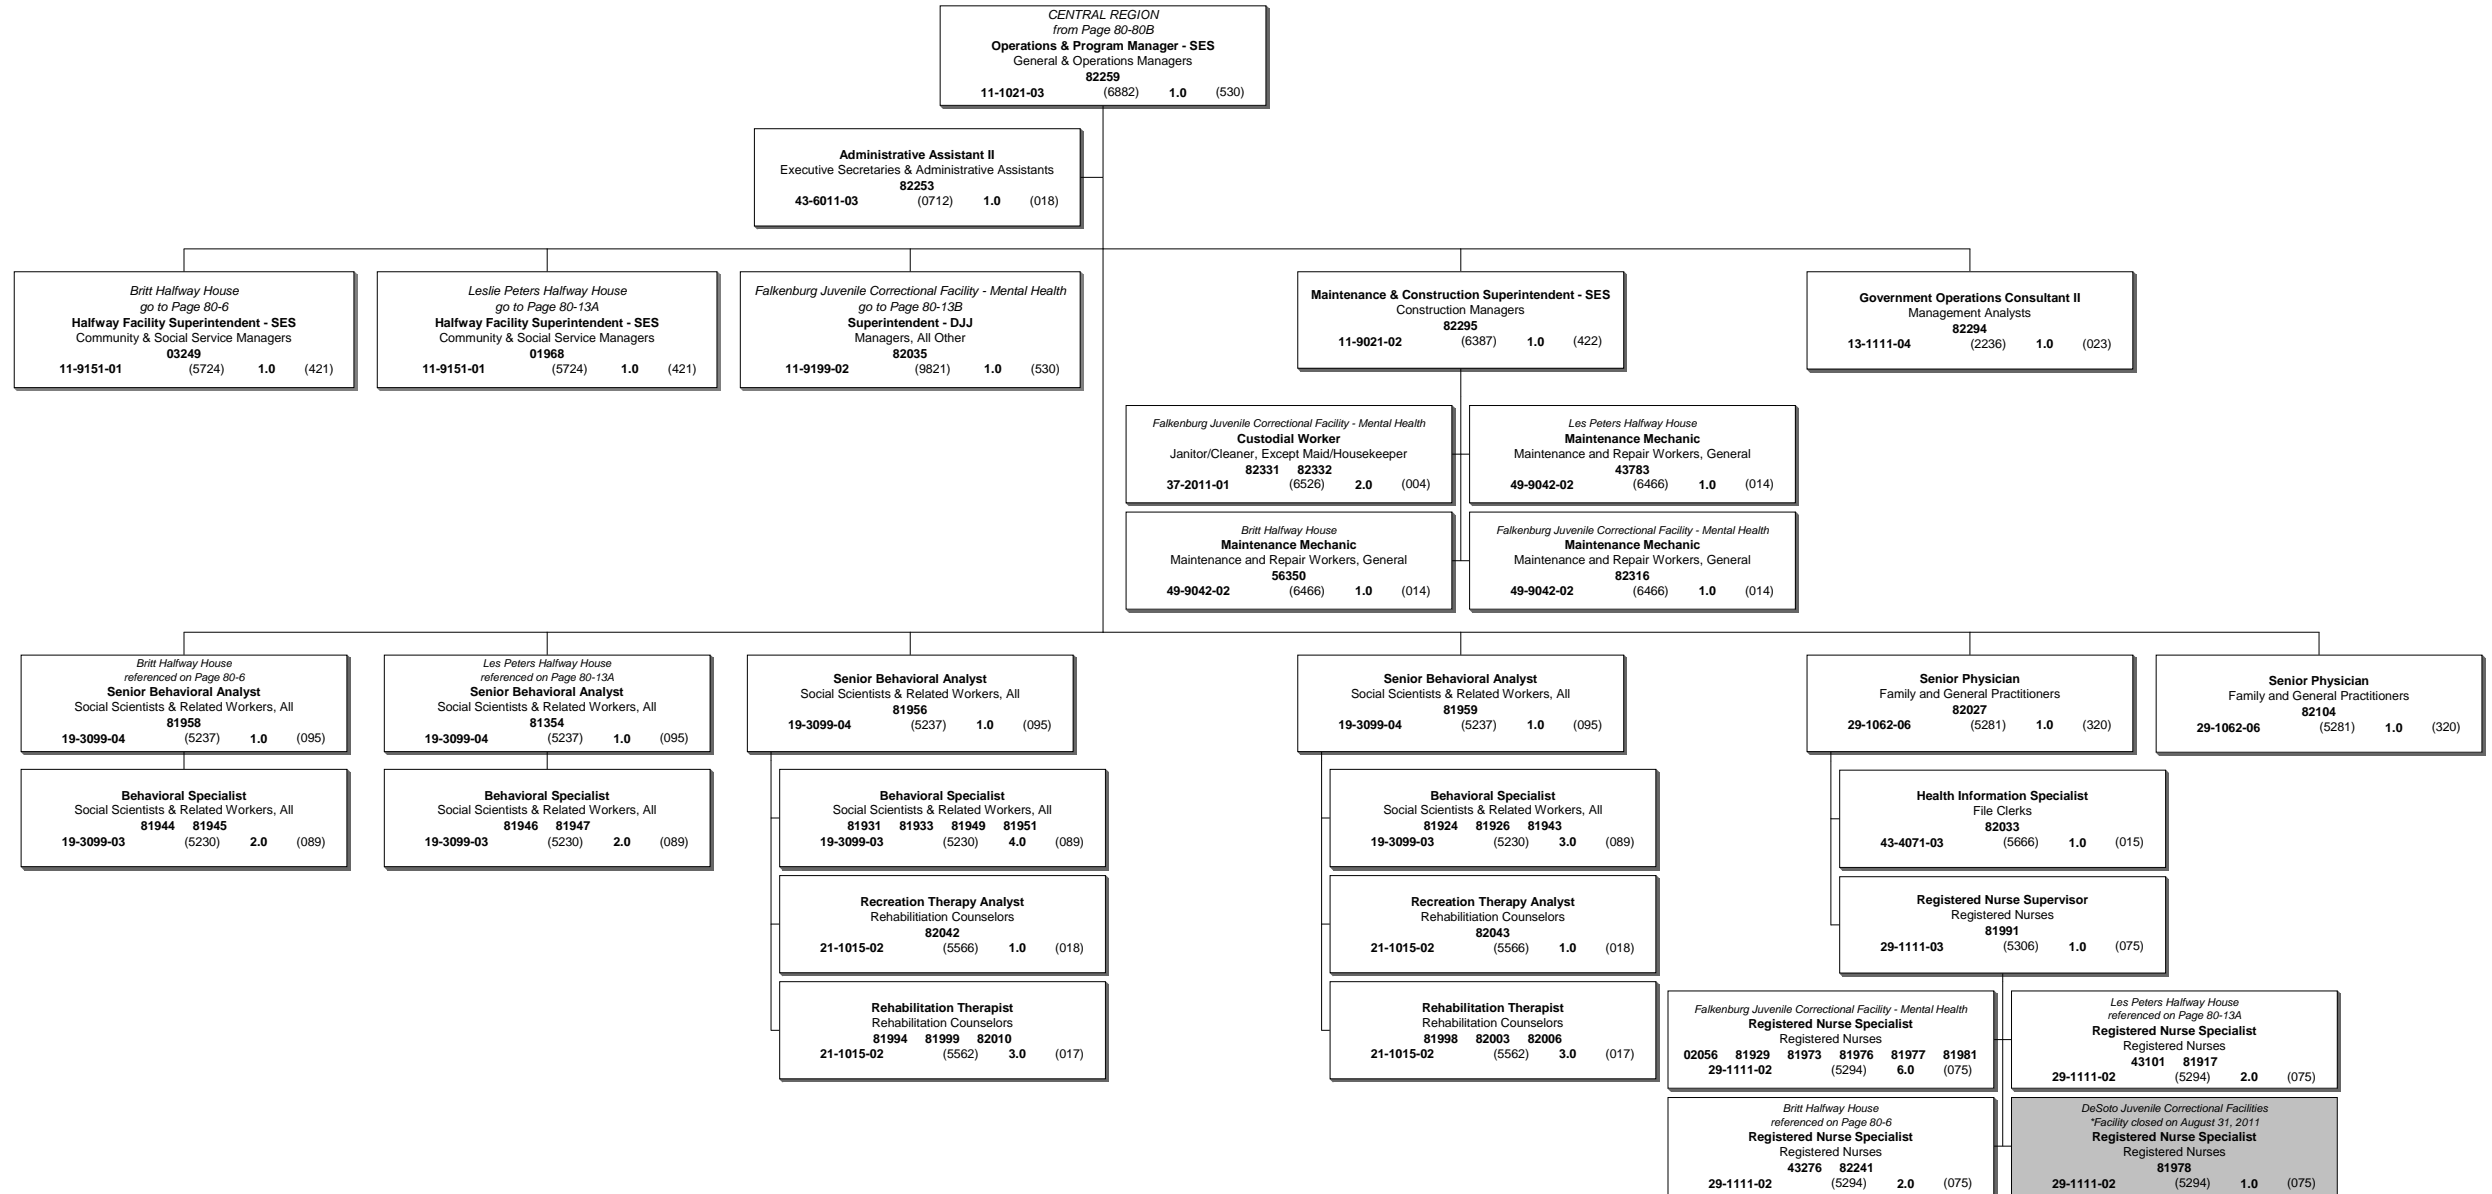 CENTRAL REGION
from Page 80-80B
Operations & Program Manager - SES
General & Operations Managers
82259
11-1021-03 (6882) 1.0 (530)
Administrative Assistant II
Executive Secretaries & Administrative Assistants
82253
43-6011-03 (0712) 1.0 (018)
Britt Halfway House
go to Page 80-6
Halfway Facility Superintendent - SES
Community & Social Service Managers
03249
11-9151-01 (5724) 1.0 (421)
Leslie Peters Halfway House
go to Page 80-13A
Halfway Facility Superintendent - SES
Community & Social Service Managers
01968
11-9151-01 (5724) 1.0 (421)
Falkenburg Juvenile Correctional Facility - Mental Health
go to Page 80-13B
Superintendent - DJJ
Managers, All Other
82035
11-9199-02 (9821) 1.0 (530)
Maintenance & Construction Superintendent - SES
Construction Managers
82295
11-9021-02 (6387) 1.0 (422)
Government Operations Consultant II
Management Analysts
82294
13-1111-04 (2236) 1.0 (023)
Falkenburg Juvenile Correctional Facility - Mental Health
Custodial Worker
Janitor/Cleaner, Except Maid/Housekeeper
82331 82332
37-2011-01 (6526) 2.0 (004)
Les Peters Halfway House
Maintenance Mechanic
Maintenance and Repair Workers, General
43783
49-9042-02 (6466) 1.0 (014)
Britt Halfway House
Maintenance Mechanic
Maintenance and Repair Workers, General
56350
49-9042-02 (6466) 1.0 (014)
Falkenburg Juvenile Correctional Facility - Mental Health
Maintenance Mechanic
Maintenance and Repair Workers, General
82316
49-9042-02 (6466) 1.0 (014)
Britt Halfway House
referenced on Page 80-6
Senior Behavioral Analyst
Social Scientists & Related Workers, All
81958
19-3099-04 (5237) 1.0 (095)
Les Peters Halfway House
referenced on Page 80-13A
Senior Behavioral Analyst
Social Scientists & Related Workers, All
81354
19-3099-04 (5237) 1.0 (095)
Senior Behavioral Analyst
Social Scientists & Related Workers, All
81956
19-3099-04 (5237) 1.0 (095)
Senior Behavioral Analyst
Social Scientists & Related Workers, All
81959
19-3099-04 (5237) 1.0 (095)
Senior Physician
Family and General Practitioners
82027
29-1062-06 (5281) 1.0 (320)
Senior Physician
Family and General Practitioners
82104
29-1062-06 (5281) 1.0 (320)
Behavioral Specialist
Social Scientists & Related Workers, All
81944 81945
19-3099-03 (5230) 2.0 (089)
Behavioral Specialist
Social Scientists & Related Workers, All
81946 81947
19-3099-03 (5230) 2.0 (089)
Behavioral Specialist
Social Scientists & Related Workers, All
81931 81933 81949 81951
19-3099-03 (5230) 4.0 (089)
Behavioral Specialist
Social Scientists & Related Workers, All
81924 81926 81943
19-3099-03 (5230) 3.0 (089)
Health Information Specialist
File Clerks
82033
43-4071-03 (5666) 1.0 (015)
Recreation Therapy Analyst
Rehabilitiation Counselors
82042
21-1015-02 (5566) 1.0 (018)
Recreation Therapy Analyst
Rehabilitiation Counselors
82043
21-1015-02 (5566) 1.0 (018)
Registered Nurse Supervisor
Registered Nurses
81991
29-1111-03 (5306) 1.0 (075)
Rehabilitation Therapist
Rehabilitation Counselors
81994 81999 82010
21-1015-02 (5562) 3.0 (017)
Rehabilitation Therapist
Rehabilitation Counselors
81998 82003 82006
21-1015-02 (5562) 3.0 (017)
Falkenburg Juvenile Correctional Facility - Mental Health
Registered Nurse Specialist
Registered Nurses
02056 81929 81973 81976 81977 81981
29-1111-02 (5294) 6.0 (075)
Les Peters Halfway House
referenced on Page 80-13A
Registered Nurse Specialist
Registered Nurses
43101 81917
29-1111-02 (5294) 2.0 (075)
Britt Halfway House
referenced on Page 80-6
Registered Nurse Specialist
Registered Nurses
43276 82241
29-1111-02 (5294) 2.0 (075)
DeSoto Juvenile Correctional Facilities
*Facility closed on August 31, 2011
Registered Nurse Specialist
Registered Nurses
81978
29-1111-02 (5294) 1.0 (075)